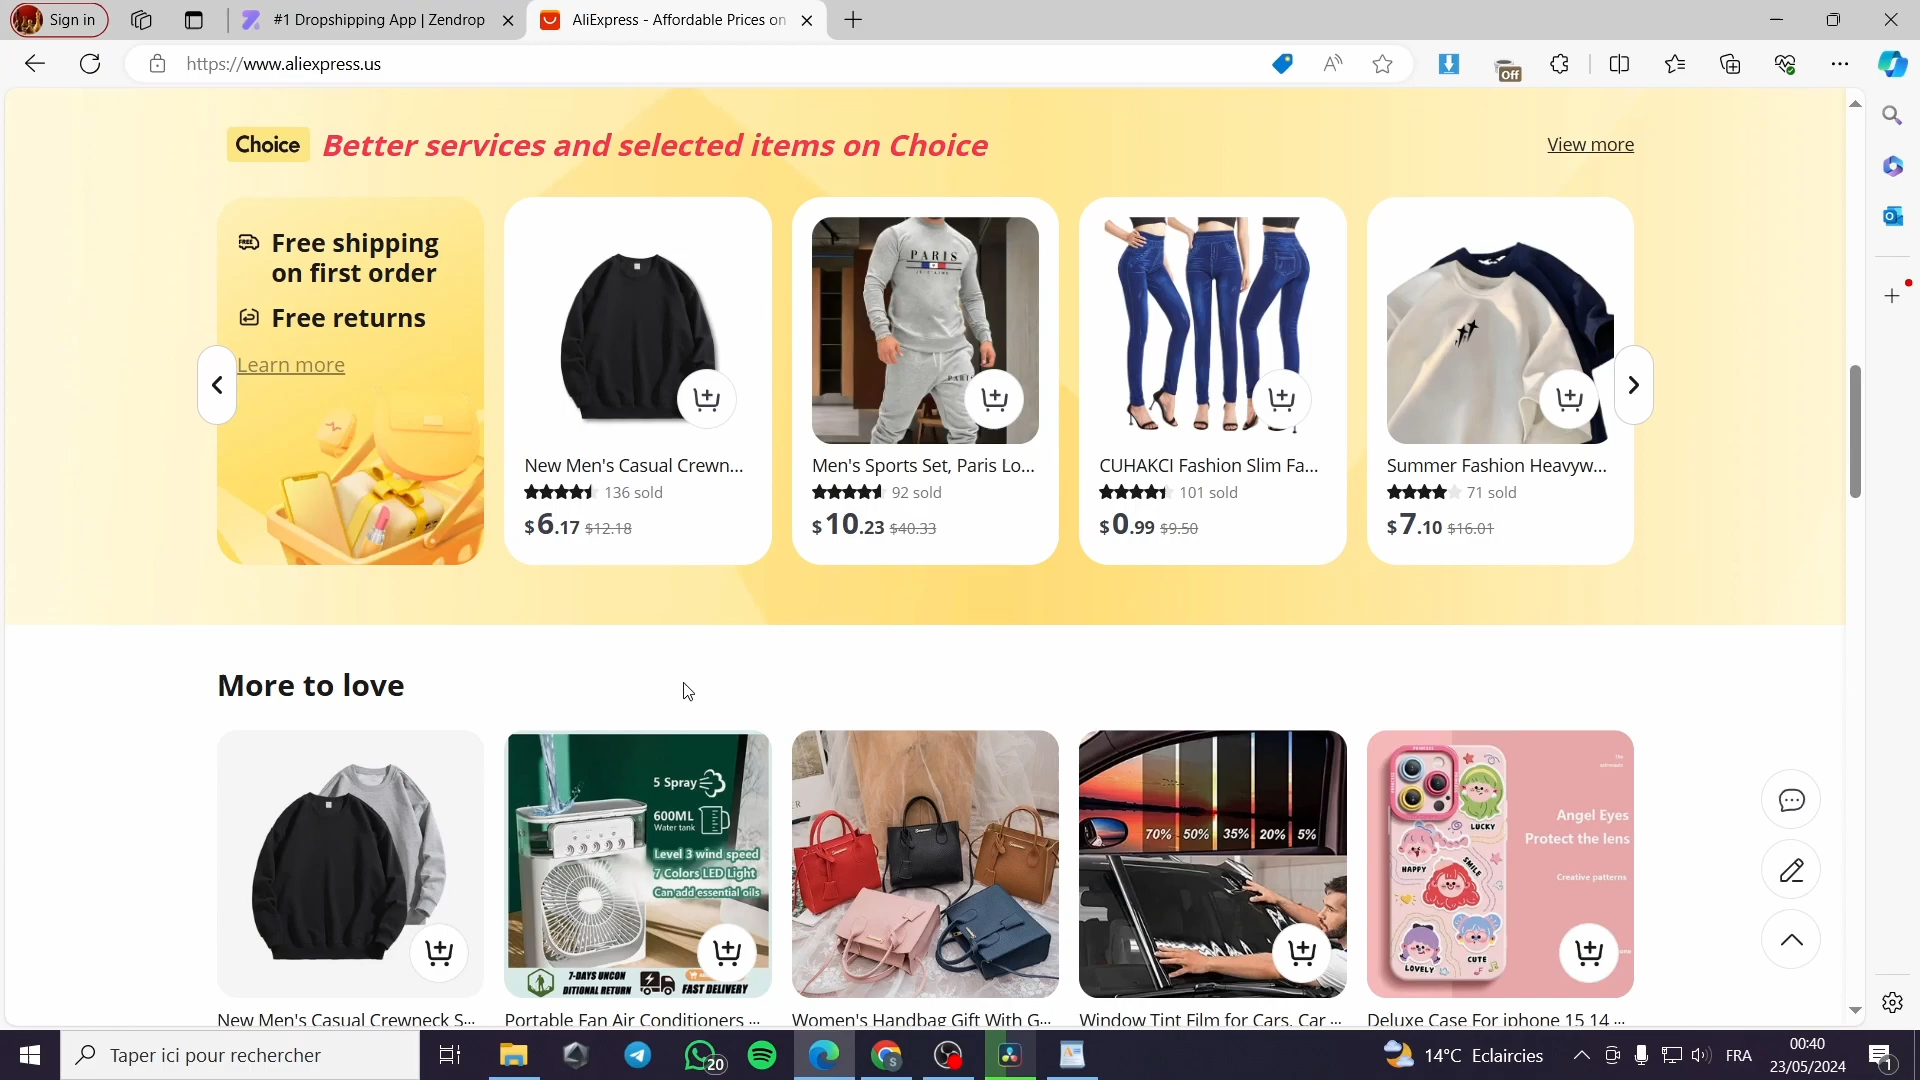 Sign in
#1 Dropshipping App | Zendrop
AliExpress - Affordable Prices on
https://www.aliexpress.us
Off
Choice Better services and selected items on Choice
View more
FREE
Free shipping
on first order
Free returns
Learn more
PARIS
New Men's Casual Crewn...
136 sold
$6.17 $12.18
Men's Sports Set, Paris Lo...
92 sold
$10.23 $40.33
CUHAKCI Fashion Slim Fa...
101 sold
$0.99 $9.50
Summer Fashion Heavyw...
71 sold
$7.10 $16.01
More to love
5 Spray
600ML
Water tank
Level 3 wind speed
7 Colors LED Light
Can add essential oils
7-DAYS UNCON
DITIONAL RETURN
FAST DELIVERY
70% 50% 35% 20% 5%
LUCKY
HAPPY
SMILE
LOVELY
CUTE
Angel Eyes
Protect the lens
Creative patterns
New Men's Casual Crewneck S...
Portable Fan Air Conditioners ...
Women's Handbag Gift With G...
Window Tint Film for Cars, Car ...
Deluxe Case For iphone 15 14 ...
Taper ici pour rechercher
20
14°C Eclaircies
FRA
00:40
23/05/2024
1